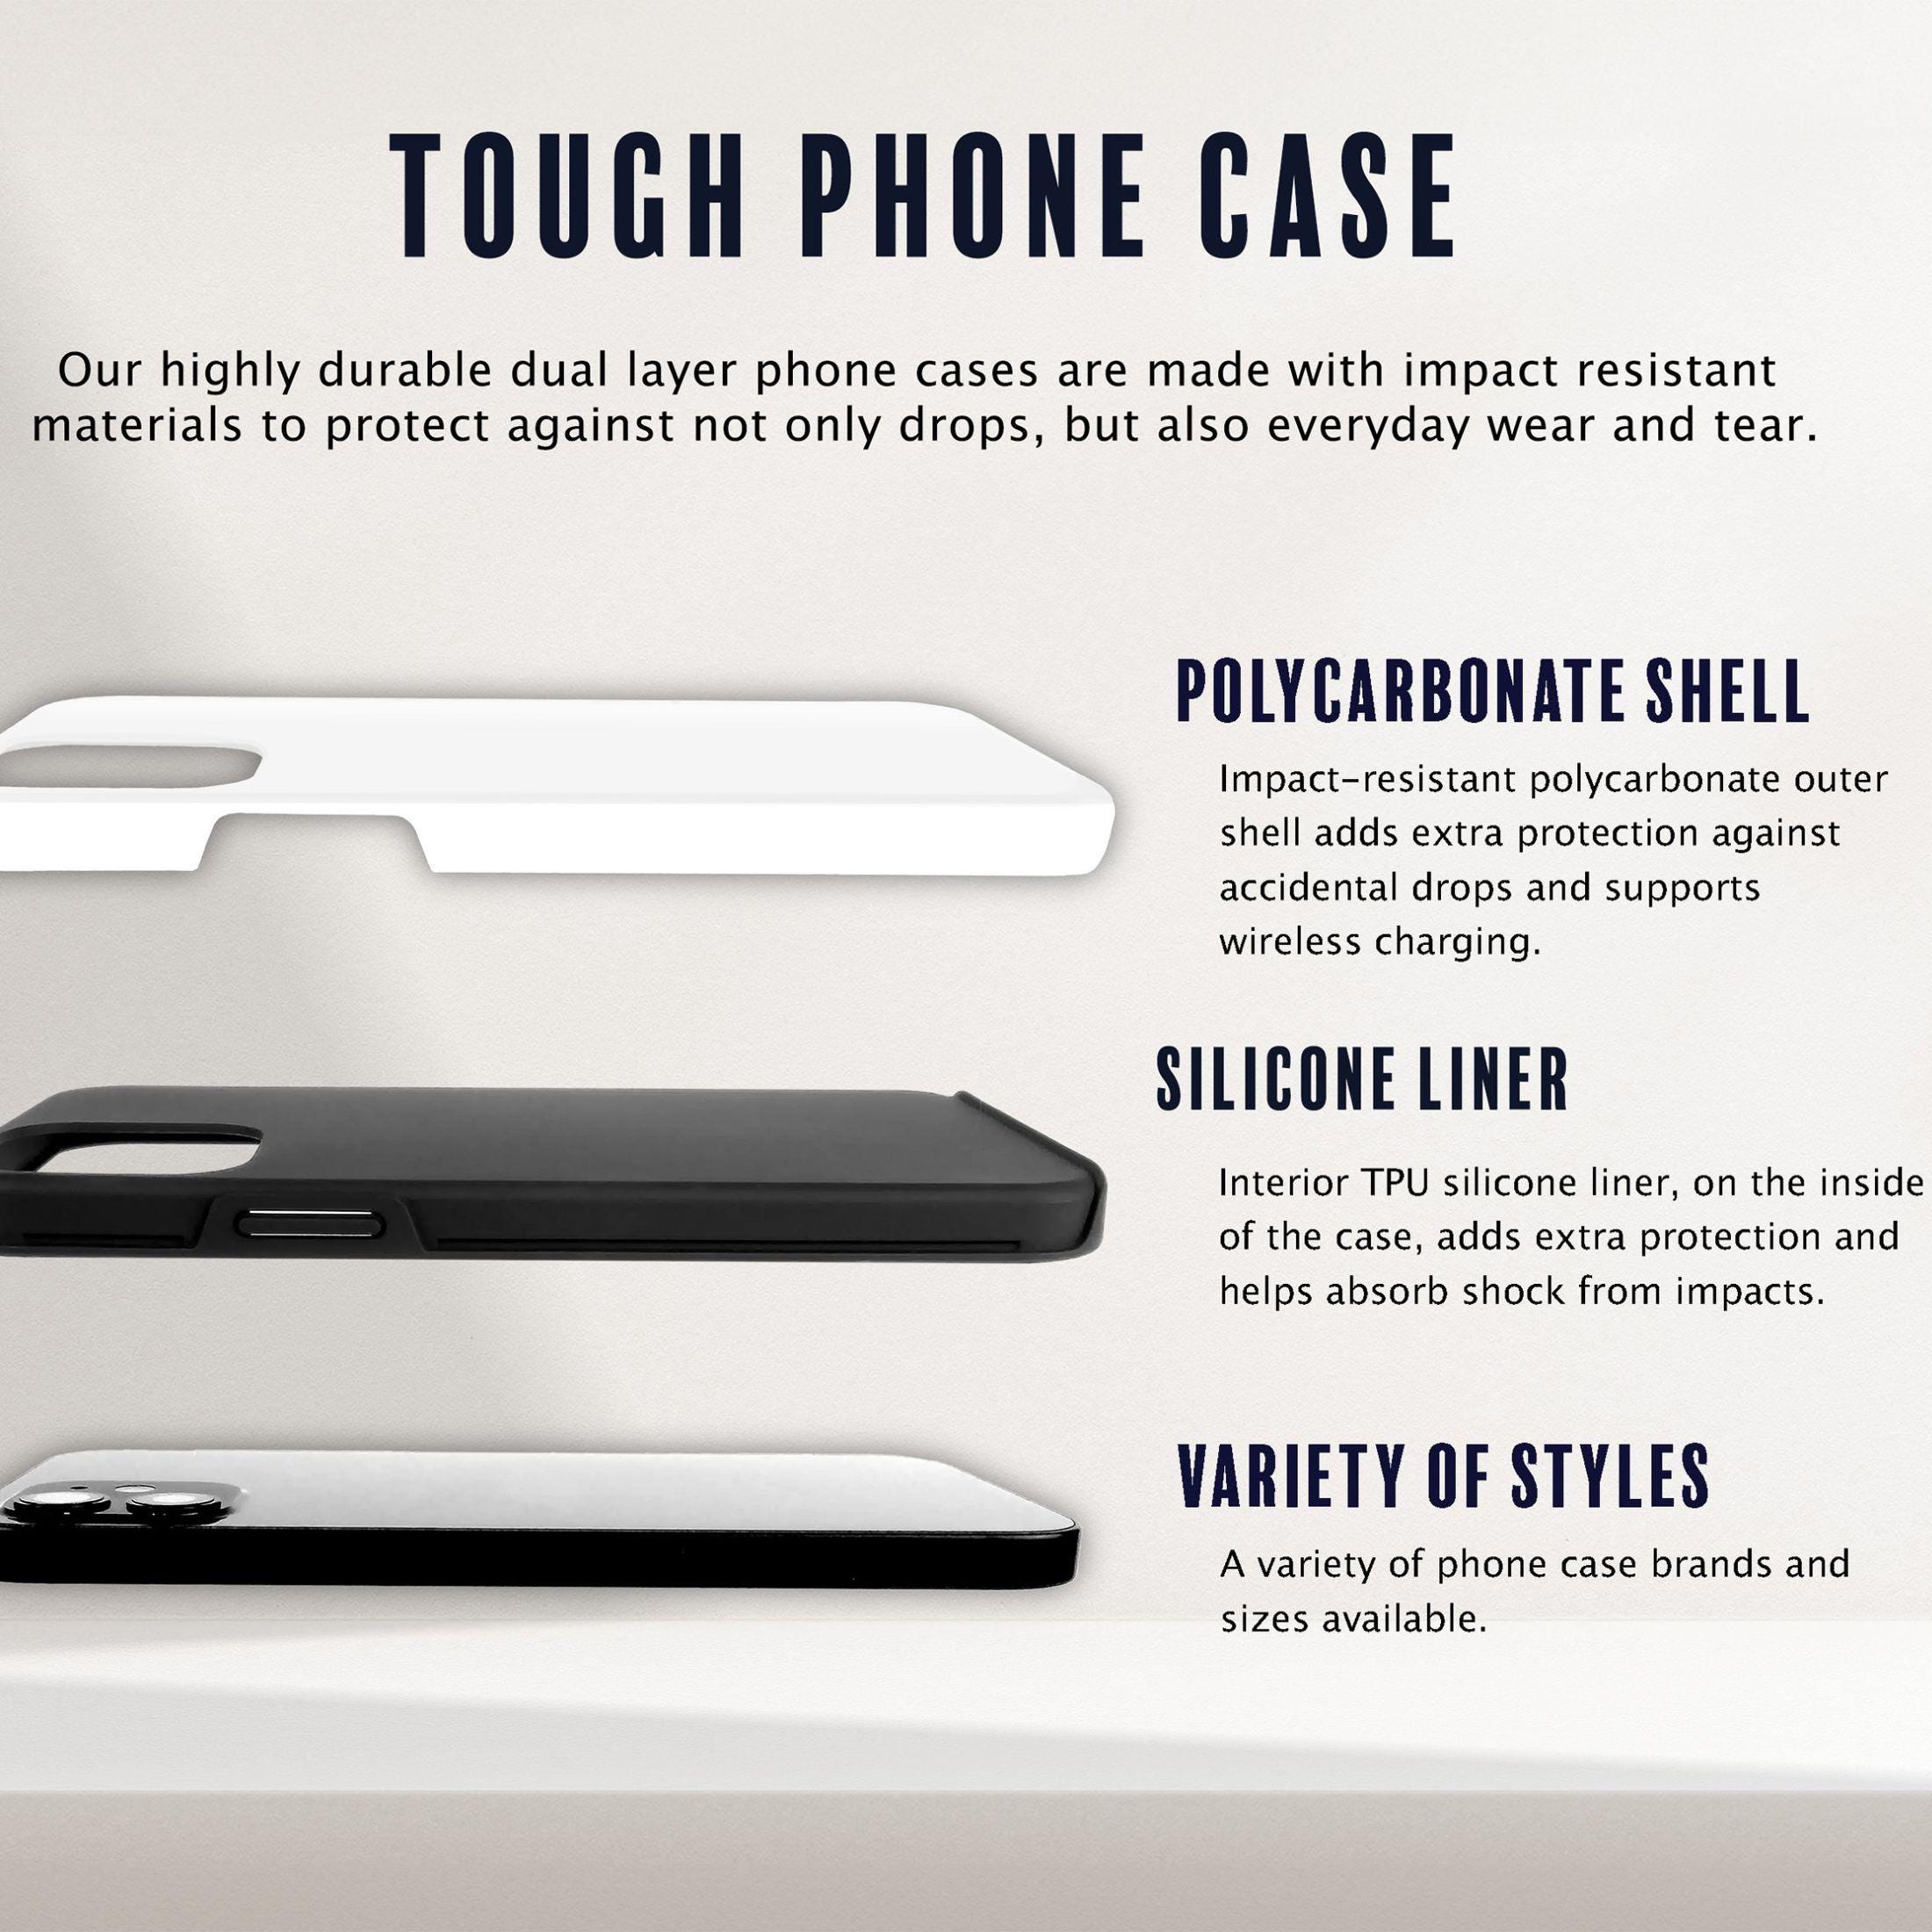 TOUGH PHONE CASE
Our highly durable dual layer phone cases are made with impact resistant
materials to protect against not only drops, but also everyday wear and tear.
POLYCARBONATE SHELL
Impact-resistant polycarbonate outer
shell adds extra protection against
accidental drops and supports
wireless charging.
SILICONE LINER
Interior TPU silicone liner, on the inside
of the case, adds extra protection and
helps absorb shock from impacts.
VARIETY OF STYLES
A variety of phone case brands and
sizes available.